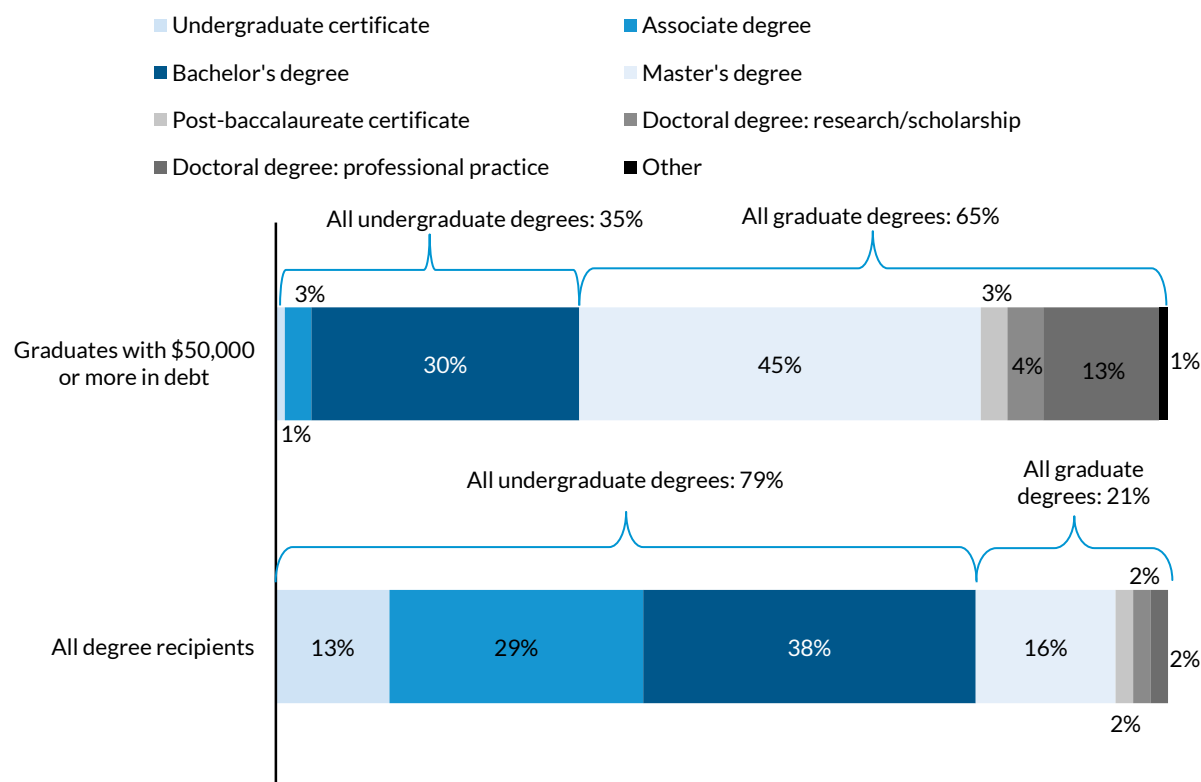 Undergraduate certificate
Associate degree
Bachelor's degree
Master's degree
Post-baccalaureate certificate
Doctoral degree: research/scholarship
Doctoral degree: professional practice
Other
All undergraduate degrees: 35%
All graduate degrees: 65%
3%
3%
Graduates with $50,000
or more in debt
30%
45%
4%
13%
1%
1%
All undergraduate degrees: 79%
All graduate
degrees: 21%
2%
All degree recipients
13%
29%
38%
16%
2%
2%